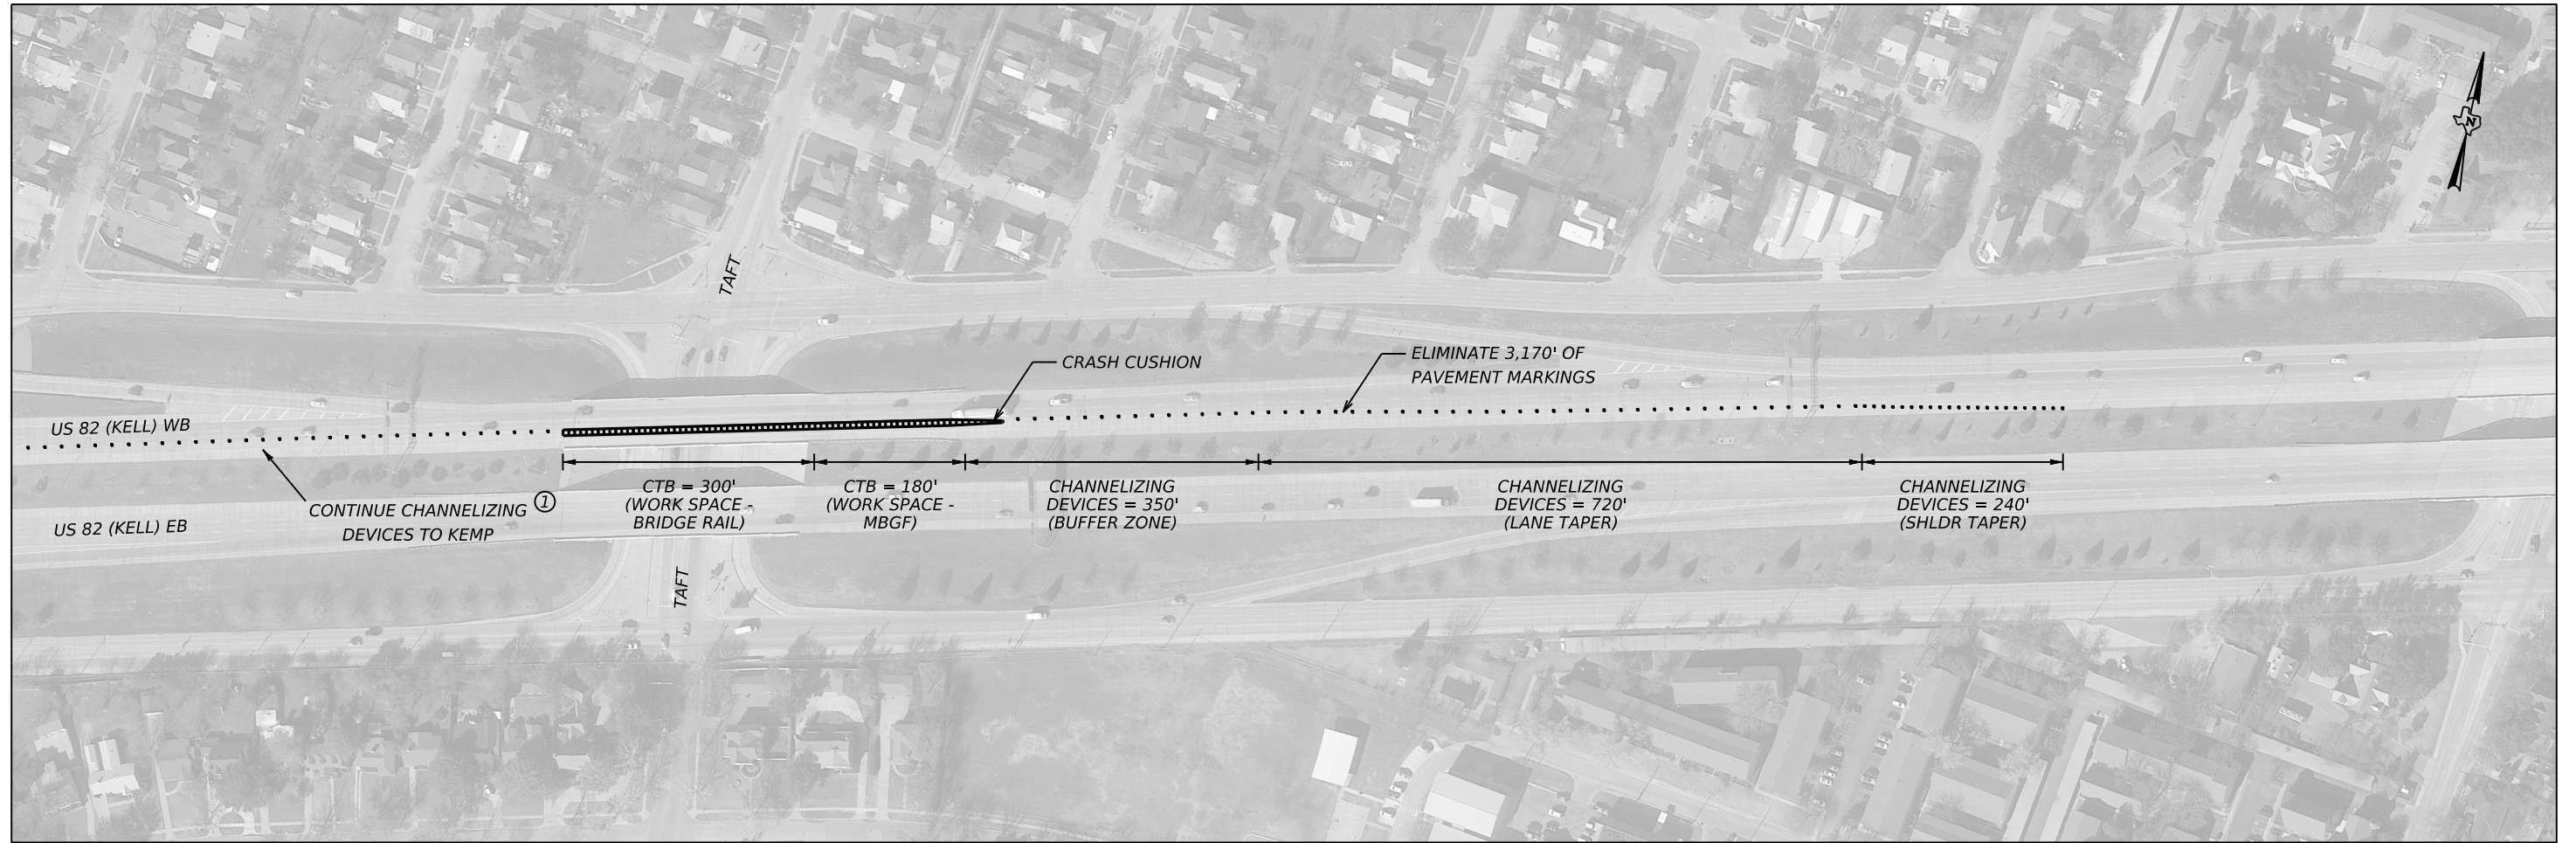 N
TAFT
CRASH CUSHION
ELIMINATE 3,170' OF
PAVEMENT MARKINGS
US 82 (KELL) WB
CONTINUE CHANNELIZING 1
DEVICES TO KEMP
CTB = 300'
(WORK SPACE -
BRIDGE RAIL)
CTB = 180'
(WORK SPACE -
MBGF)
CHANNELIZING
DEVICES = 350'
(BUFFER ZONE)
CHANNELIZING
DEVICES = 720'
(LANE TAPER)
CHANNELIZING
DEVICES = 240'
(SHLDR TAPER)
US 82 (KELL) EB
TAFT